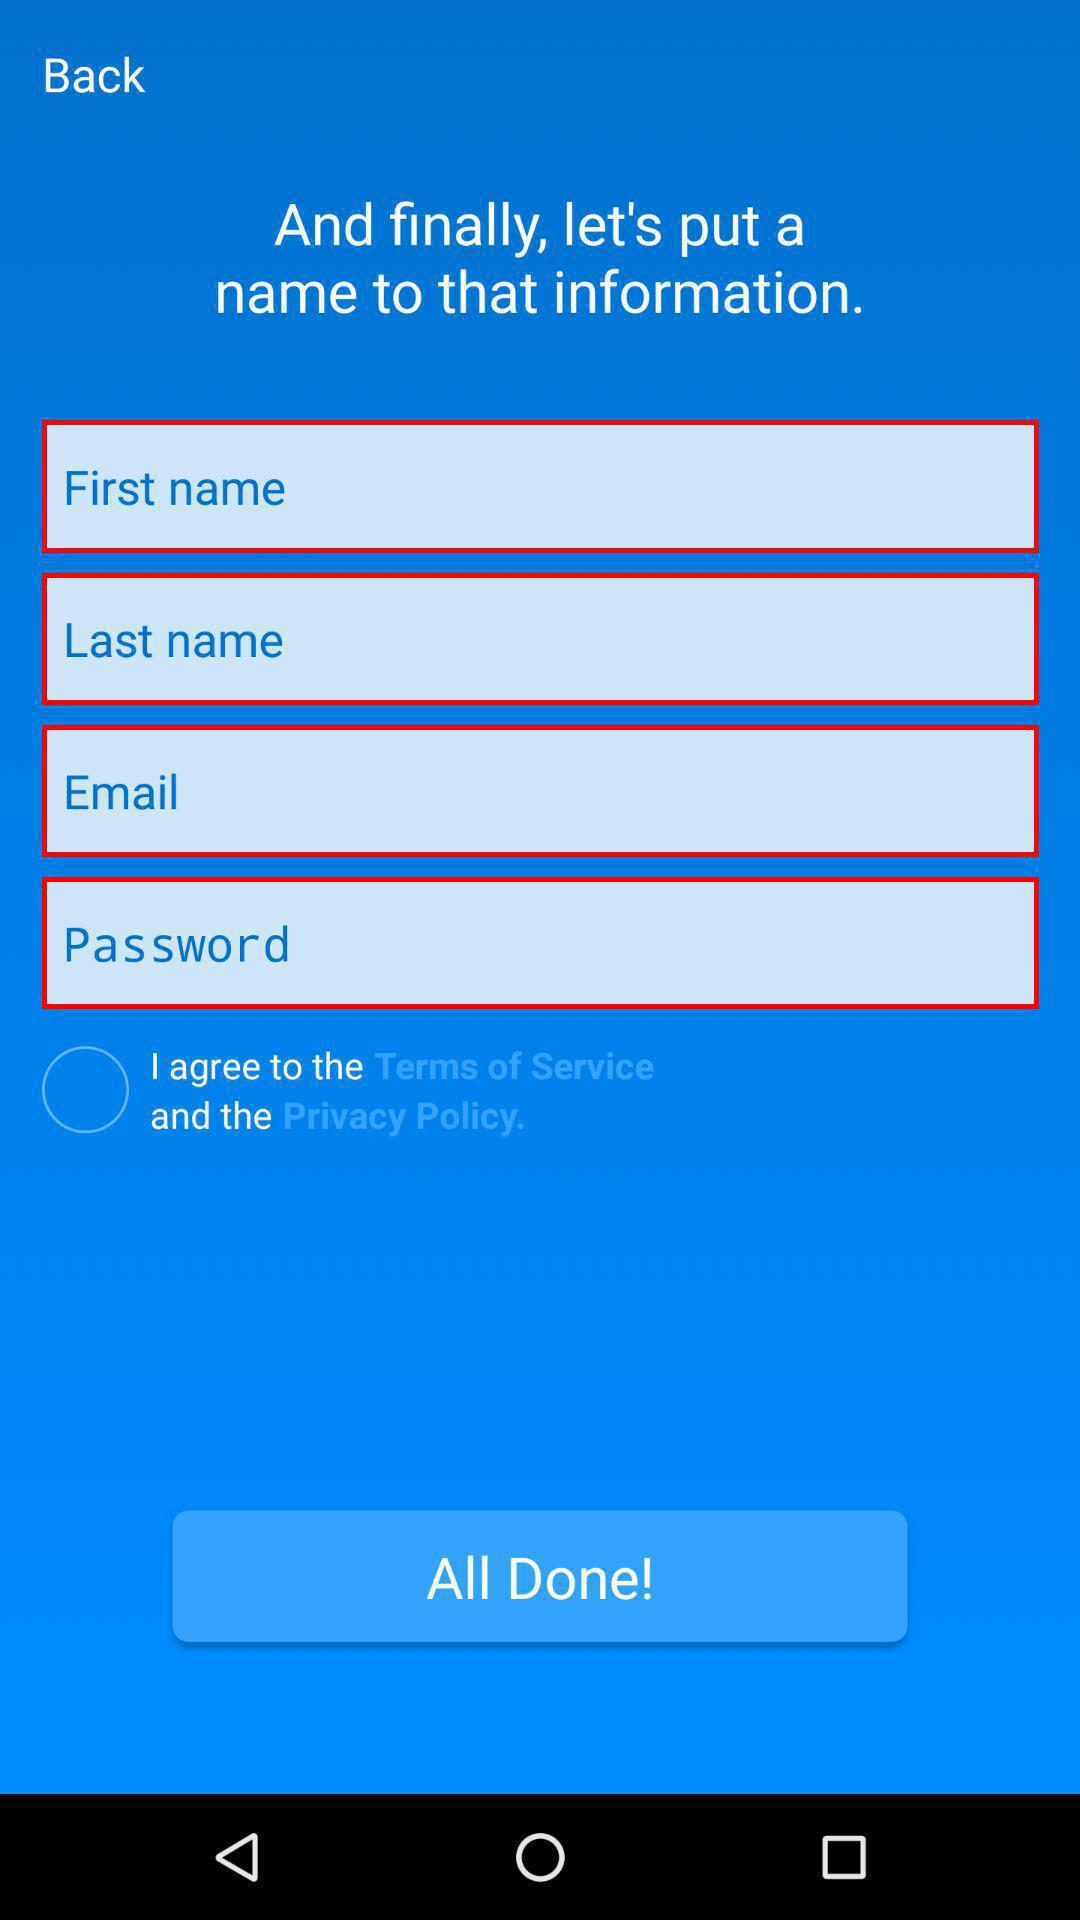 Back
And finally, let's put a
name to that information.
First name
Last name
Email
Password
I agree to the Terms of Service
and the Privacy Policy.
All Done!